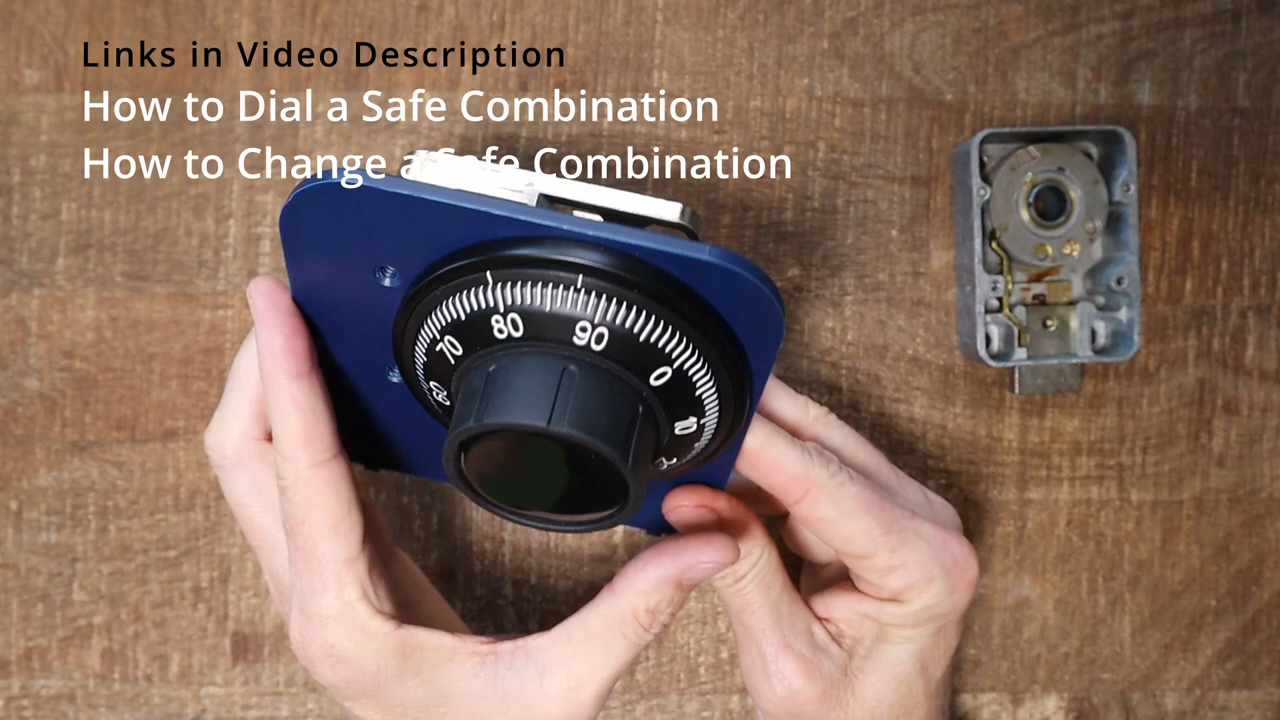 Links in Video Description
How to Dial a Safe Combination
How to Change a Safe Combination
60 70 80 90 0 10